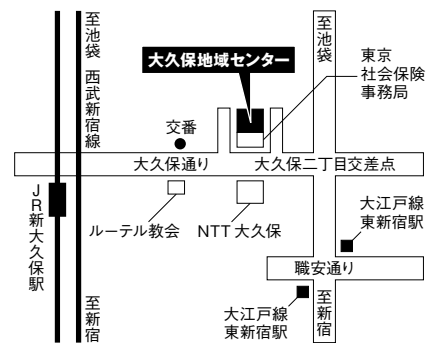 至池袋
西武新宿線
大久保地域センター
至池袋
東京
社会保険
事務局
交番
大久保通り
大久保二丁目交差点
JR新大久保駅
ルーテル教会
NTT大久保
大江戸線
東新宿駅
職安通り
至新宿
大江戸線
東新宿駅
至新宿